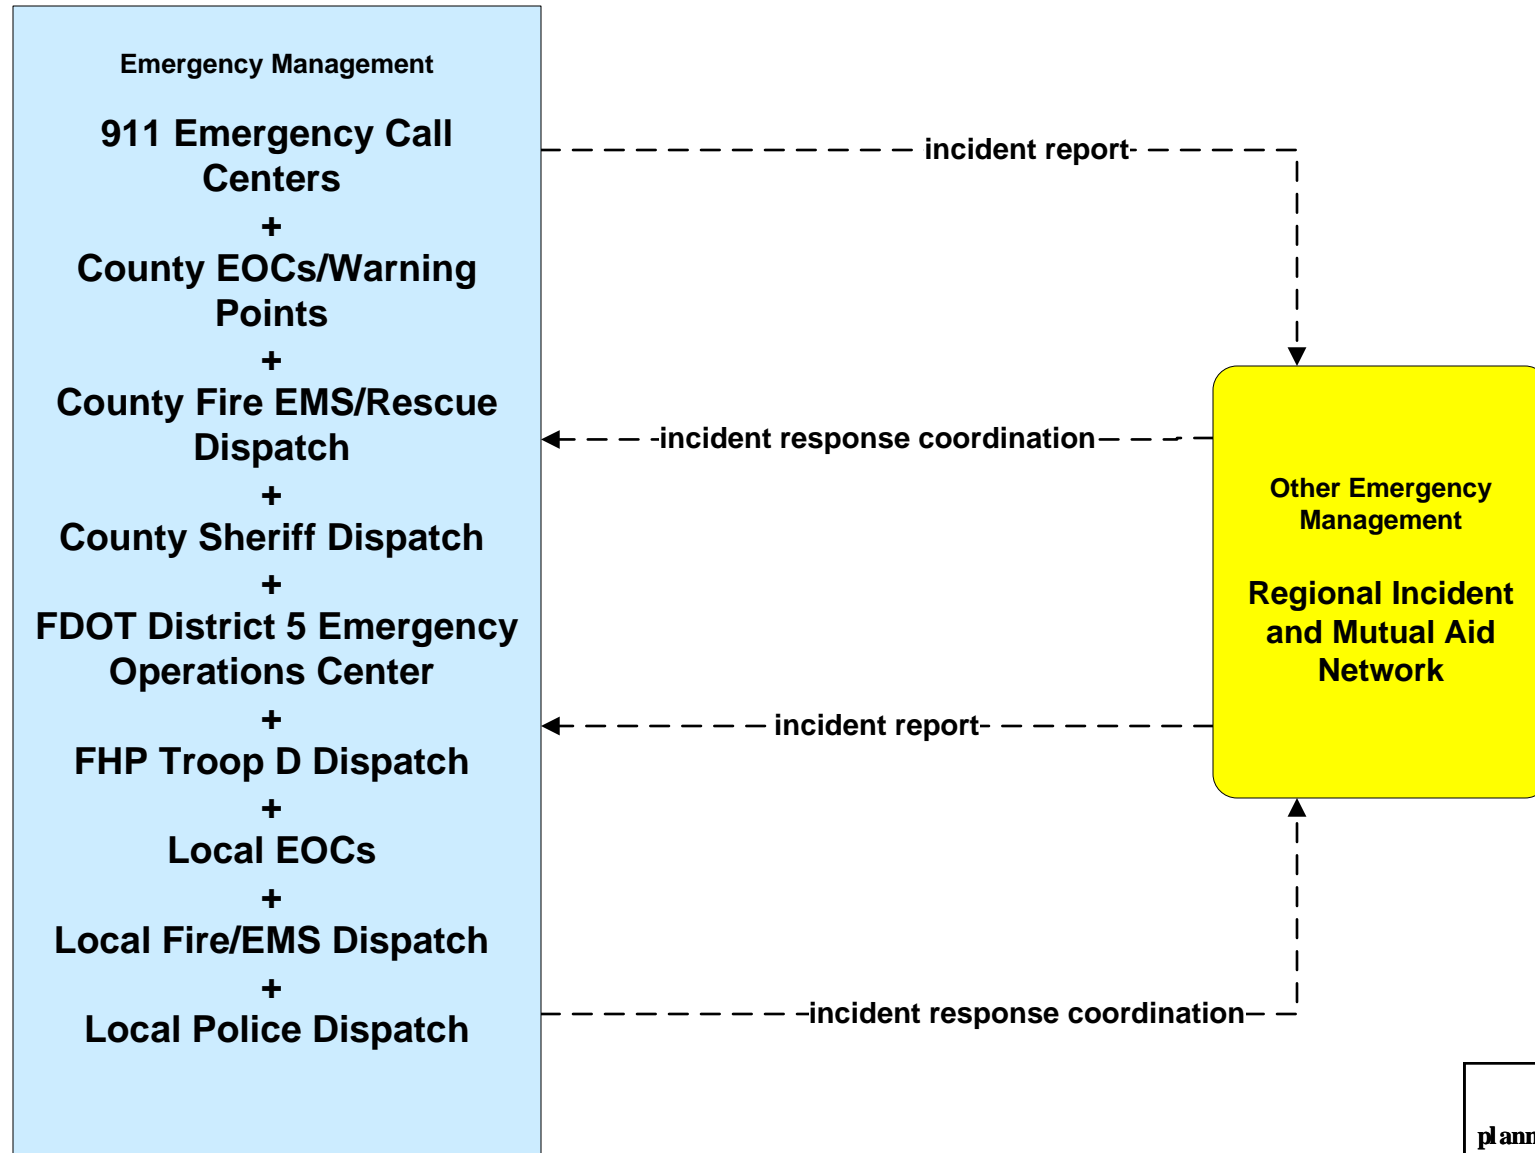 Emergency Management
911 Emergency Call
Centers
+
County EOCs/Warning
Points
+
County Fire EMS/Rescue
Dispatch
+
County Sheriff Dispatch
+
FDOT District 5 Emergency
Operations Center
+
FHP Troop D Dispatch
+
Local EOCs
+
Local Fire/EMS Dispatch
+
Local Police Dispatch
incident report
incident response coordination
incident report
incident response coordination
Other Emergency
Management
Regional Incident
and Mutual Aid
Network